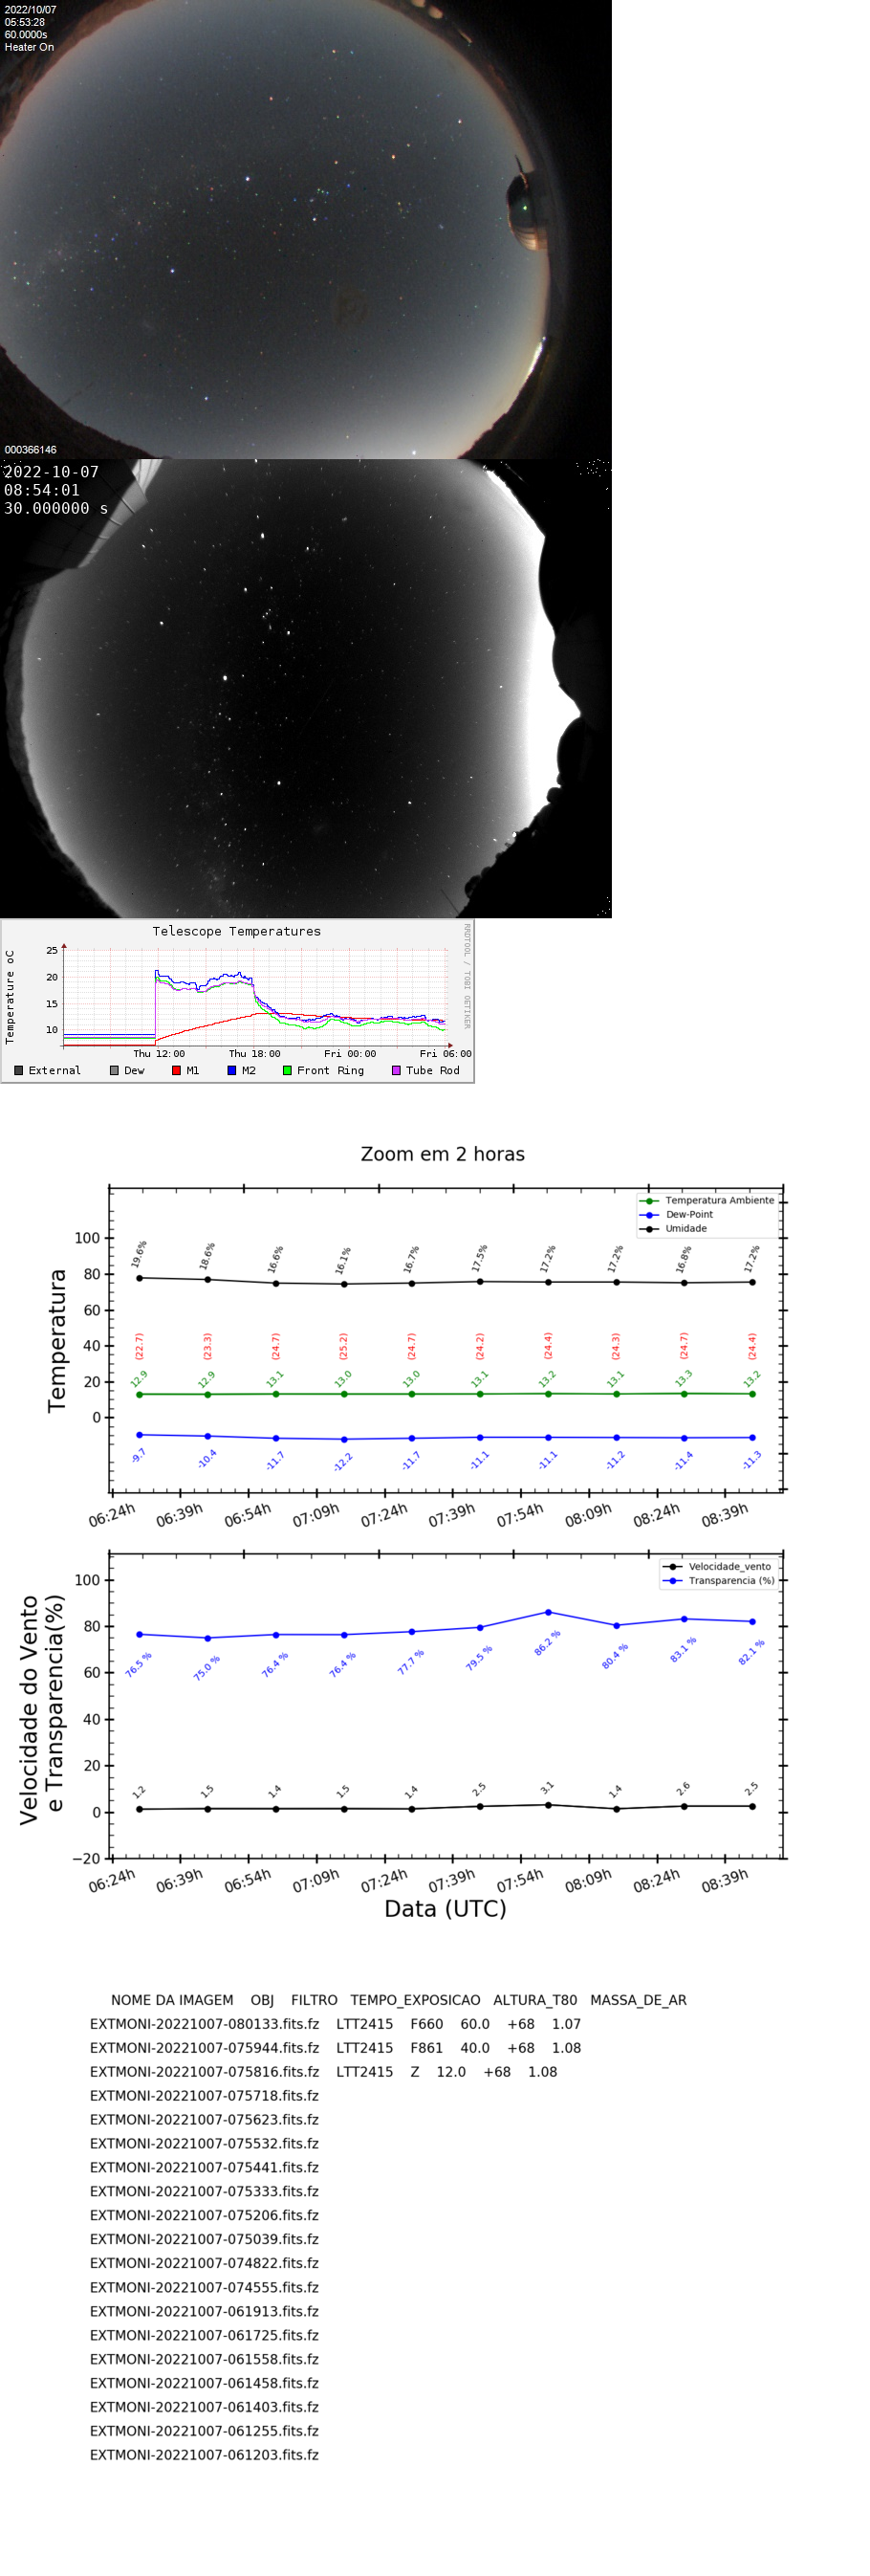 2022/10/07
05:53:28
60.0000s
Heater On
000366146
2022-10-07
08:54:01
30.000000 s
Telescope Temperatures
RRDTOOL / TOBI OETIKER
Temperature oC
25
20
15
10
Thu 12:00 Thu 18:00 Fri 00:00 Fri 06:00
External Dew M1 M2 Front Ring Tube Rod
Zoom em 2 horas
Temperatura Ambiente
Dew-Point
Umidade
Temperatura
100
80
60
40
20
0
19.6% 18.6% 16.6% 16.1% 16.7% 17.5% 17.2% 17.2% 16.8% 17.2%
(22.7) (23.3) (24.7) (25.2) (24.7) (24.2) (24.4) (24.3) (24.7) (24.4)
12.9 12.9 13.1 13.0 13.0 13.1 13.2 13.1 13.3 13.2
-9.7 -10.4 -11.7 -12.2 -11.7 -11.1 -11.1 -11.2 -11.4 -11.3
06:24h 06:39h 06:54h 07:09h 07:24h 07:39h 07:54h 08:09h 08:24h 08:39h
Velocidade_vento
Transparencia (%)
Velocidade do Vento
e Transparencia(%)
100
80
60
40
20
0
−20
76.5 % 75.0 % 76.4 % 76.4 % 77.7 % 79.5 % 86.2 % 80.4 % 83.1 % 82.1 %
1.2 1.5 1.4 1.5 1.4 2.5 3.1 1.4 2.6 2.5
06:24h 06:39h 06:54h 07:09h 07:24h 07:39h 07:54h 08:09h 08:24h 08:39h
Data (UTC)
NOME DA IMAGEM OBJ FILTRO TEMPO_EXPOSICAO ALTURA_T80 MASSA_DE_AR
EXTMONI-20221007-080133.fits.fz LTT2415 F660 60.0 +68 1.07
EXTMONI-20221007-075944.fits.fz LTT2415 F861 40.0 +68 1.08
EXTMONI-20221007-075816.fits.fz LTT2415 Z 12.0 +68 1.08
EXTMONI-20221007-075718.fits.fz
EXTMONI-20221007-075623.fits.fz
EXTMONI-20221007-075532.fits.fz
EXTMONI-20221007-075441.fits.fz
EXTMONI-20221007-075333.fits.fz
EXTMONI-20221007-075206.fits.fz
EXTMONI-20221007-075039.fits.fz
EXTMONI-20221007-074822.fits.fz
EXTMONI-20221007-074555.fits.fz
EXTMONI-20221007-061913.fits.fz
EXTMONI-20221007-061725.fits.fz
EXTMONI-20221007-061558.fits.fz
EXTMONI-20221007-061458.fits.fz
EXTMONI-20221007-061403.fits.fz
EXTMONI-20221007-061255.fits.fz
EXTMONI-20221007-061203.fits.fz